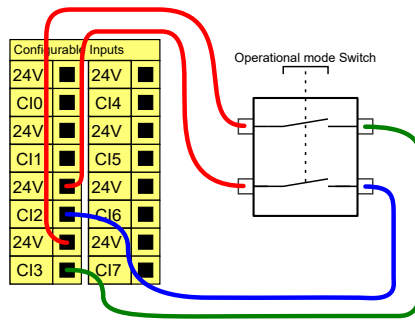 Configurable Inputs
Operational mode Switch
24V 24V
CI0 CI4
24V 24V
CI1 CI5
24V 24V
CI2 CI6
24V 24V
CI3 CI7